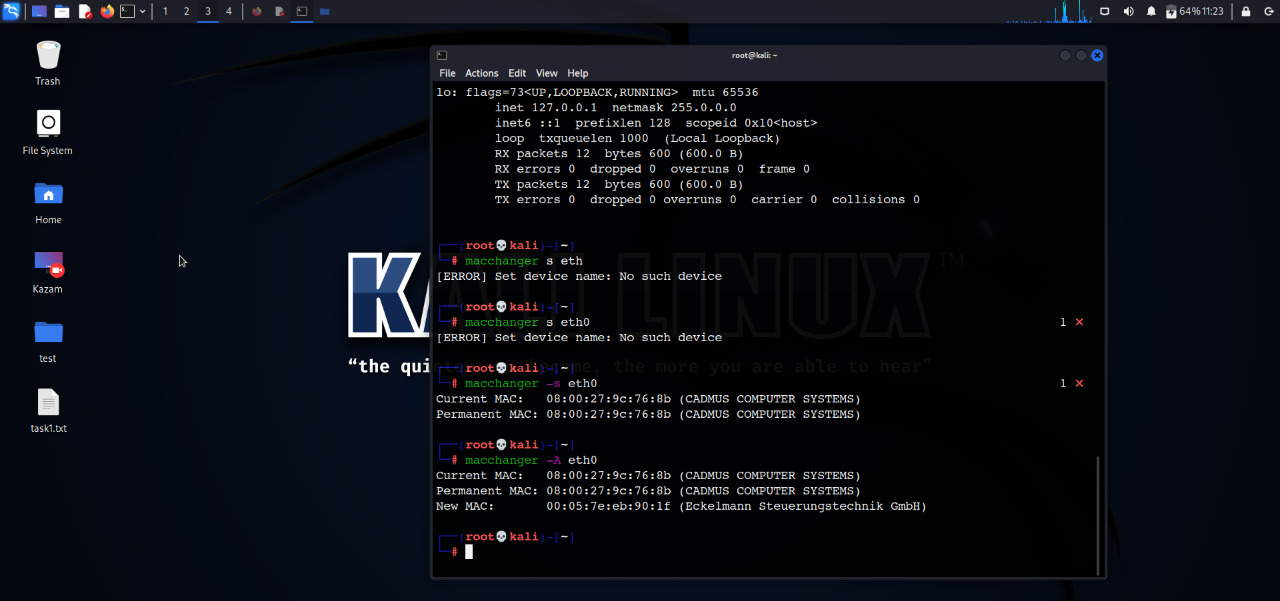 1 2 3 4 64% 11:23
root@kali: ~
File Actions Edit View Help
Trash
File System
Home
Kazam
test
task1.txt
lo: flags=73<UP,LOOPBACK,RUNNING>  mtu 65536
inet 127.0.0.1  netmask 255.0.0.0
inet6 ::1  prefixlen 128  scopeid 0x10<host>
loop  txqueuelen 1000  (Local Loopback)
RX packets 12  bytes 600 (600.0 B)
RX errors 0  dropped 0  overruns 0  frame 0
TX packets 12  bytes 600 (600.0 B)
TX errors 0  dropped 0 overruns 0  carrier 0  collisions 0
┌──(root💀kali)-[~]
└─# macchanger s eth
[ERROR] Set device name: No such device
┌──(root💀kali)-[~]
└─# macchanger s eth0 1 ⨯
[ERROR] Set device name: No such device
┌──(root💀kali)-[~]
└─# macchanger -s eth0 1 ⨯
Current MAC:   08:00:27:9c:76:8b (CADMUS COMPUTER SYSTEMS)
Permanent MAC: 08:00:27:9c:76:8b (CADMUS COMPUTER SYSTEMS)
┌──(root💀kali)-[~]
└─# macchanger -A eth0
Current MAC:   08:00:27:9c:76:8b (CADMUS COMPUTER SYSTEMS)
Permanent MAC: 08:00:27:9c:76:8b (CADMUS COMPUTER SYSTEMS)
New MAC:       00:05:7e:eb:90:1f (Eckelmann Steuerungstechnik GmbH)
┌──(root💀kali)-[~]
└─#
KALI LINUX ™
“the qui ome, the more you are able to hear”